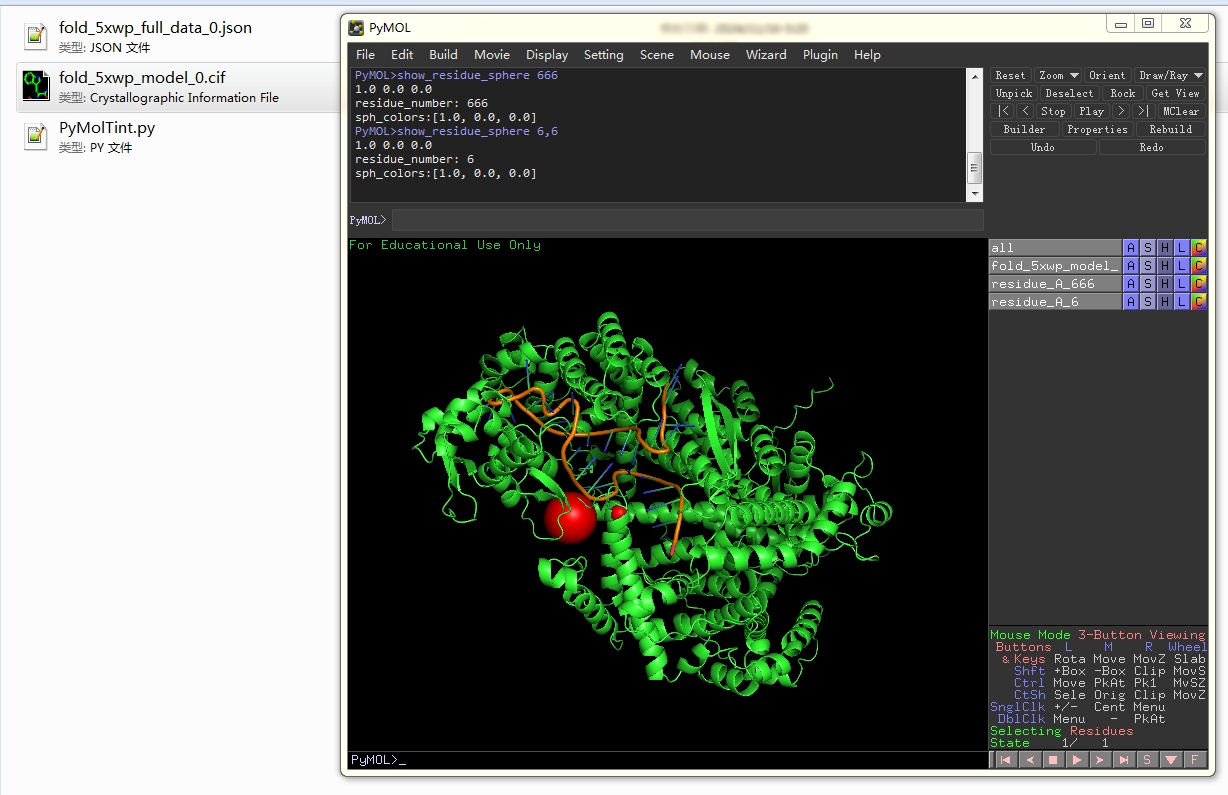 fold_5xwp_full_data_0.json
类型: JSON 文件
fold_5xwp_model_0.cif
类型: Crystallographic Information File
PyMolTint.py
类型: PY 文件
PyMOL
File Edit Build Movie Display Setting Scene Mouse Wizard Plugin Help
PyMOL>show_residue_sphere 666
1.0 0.0 0.0
residue_number: 666
sph_colors:[1.0, 0.0, 0.0]
PyMOL>show_residue_sphere 6,6
1.0 0.0 0.0
residue_number: 6
sph_colors:[1.0, 0.0, 0.0]
PyMOL>
Reset Zoom Orient Draw/Ray
Unpick Deselect Rock Get View
|< < Stop Play > >| MClear
Builder Properties Rebuild
Undo Redo
For Educational Use Only
all A S H L C
fold_5xwp_model_ A S H L C
residue_A_666 A S H L C
residue_A_6 A S H L C
Mouse Mode 3-Button Viewing
Buttons L M R Wheel
& Keys Rota Move MovZ Slab
Shft +Box -Box Clip MovS
Ctrl Move PkAt Pk1 MvSZ
CtSh Sele Orig Clip MovZ
SnglClk +/- Cent Menu
DblClk Menu - PkAt
Selecting Residues
State 1/ 1
PyMOL>_
S F